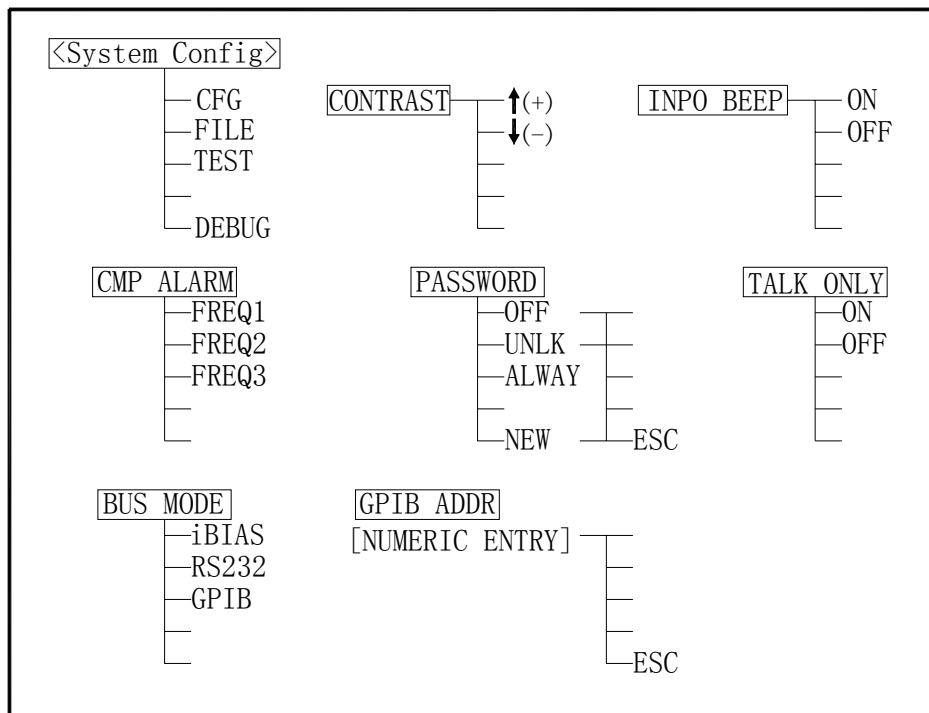 <System Config>
CFG
FILE
TEST
DEBUG
CONTRAST
↑(+)
↓(−)
INPO BEEP
ON
OFF
CMP ALARM
FREQ1
FREQ2
FREQ3
PASSWORD
OFF
UNLK
ALWAY
NEW
ESC
TALK ONLY
ON
OFF
BUS MODE
iBIAS
RS232
GPIB
GPIB ADDR
[NUMERIC ENTRY]
ESC